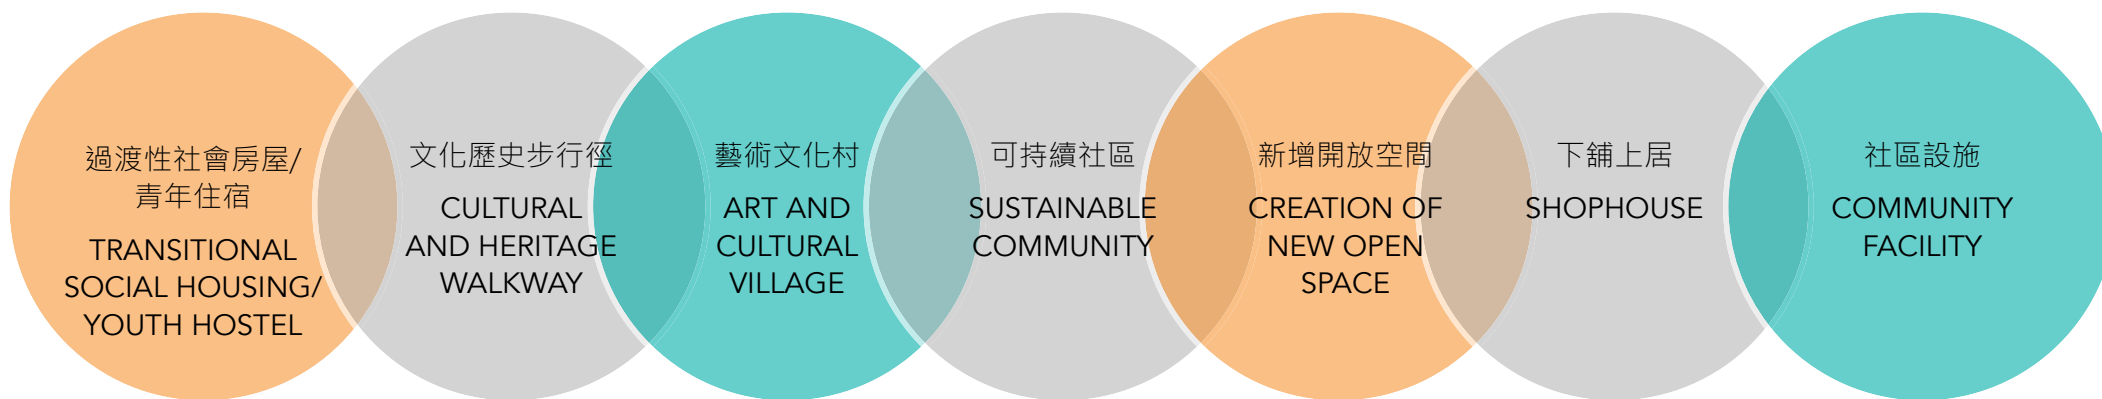 過渡性社會房屋/
青年住宿
TRANSITIONAL
SOCIAL HOUSING/
YOUTH HOSTEL
文化歷史步行徑
CULTURAL
AND HERITAGE
WALKWAY
藝術文化村
ART AND
CULTURAL
VILLAGE
可持續社區
SUSTAINABLE
COMMUNITY
新增開放空間
CREATION OF
NEW OPEN
SPACE
下舖上居
SHOPHOUSE
社區設施
COMMUNITY
FACILITY